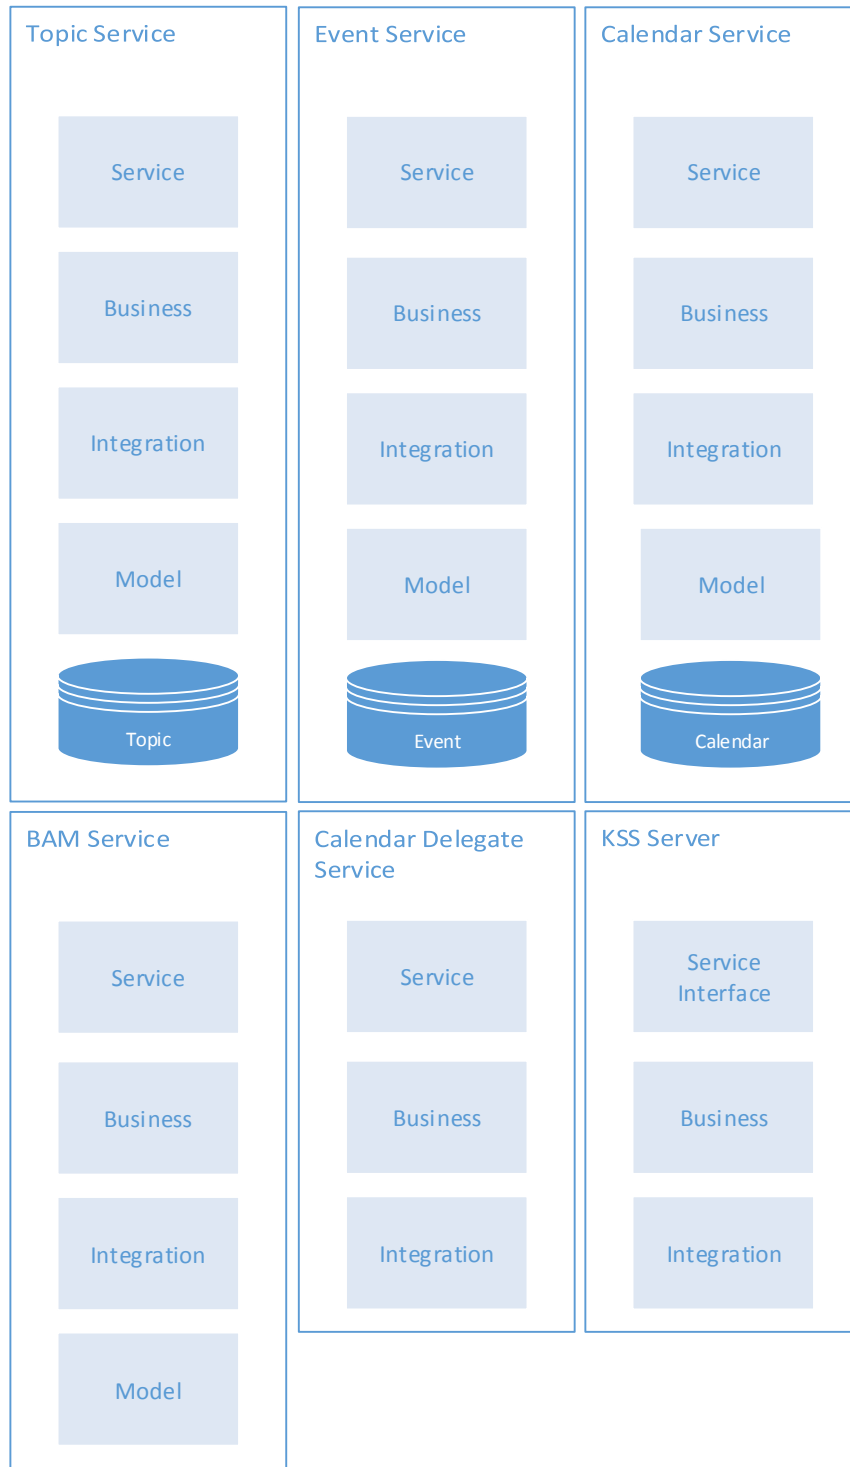 Topic Service
Service
Business
Integration
Model
Topic
Event Service
Service
Business
Integration
Model
Event
Calendar Service
Service
Business
Integration
Model
Calendar
BAM Service
Service
Business
Integration
Model
Calendar Delegate
Service
Service
Business
Integration
KSS Server
Service
Interface
Business
Integration